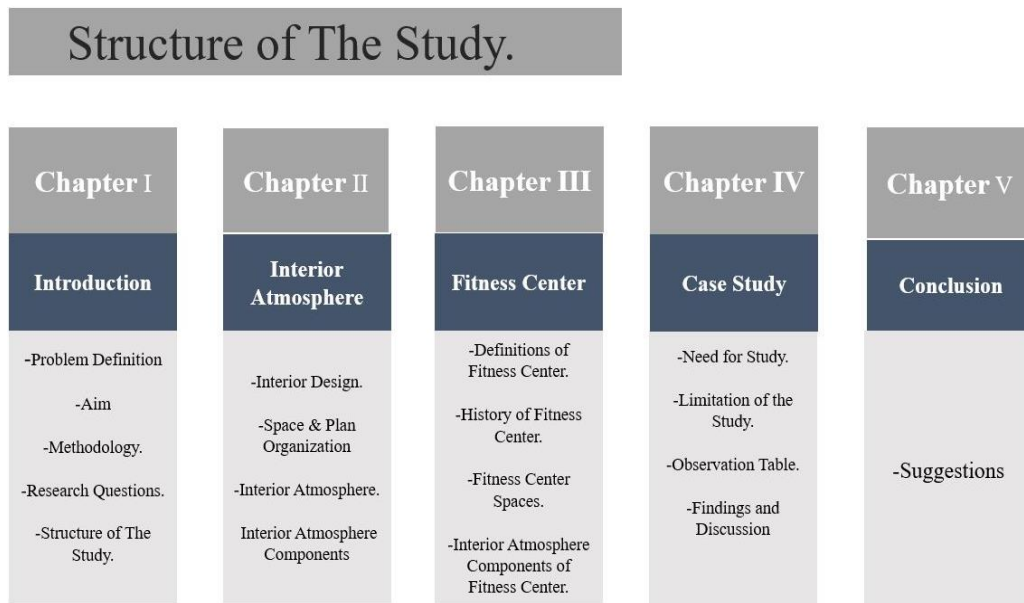 Structure of The Study.
Chapter I
Introduction
-Problem Definition
-Aim
-Methodology.
-Research Questions.
-Structure of The
Study.
Chapter II
Interior
Atmosphere
-Interior Design.
-Space & Plan
Organization
-Interior Atmosphere.
Interior Atmosphere
Components
Chapter III
Fitness Center
-Definitions of
Fitness Center.
-History of Fitness
Center.
-Fitness Center
Spaces.
-Interior Atmosphere
Components of
Fitness Center.
Chapter IV
Case Study
-Need for Study.
-Limitation of the
Study.
-Observation Table.
-Findings and
Discussion
Chapter V
Conclusion
-Suggestions